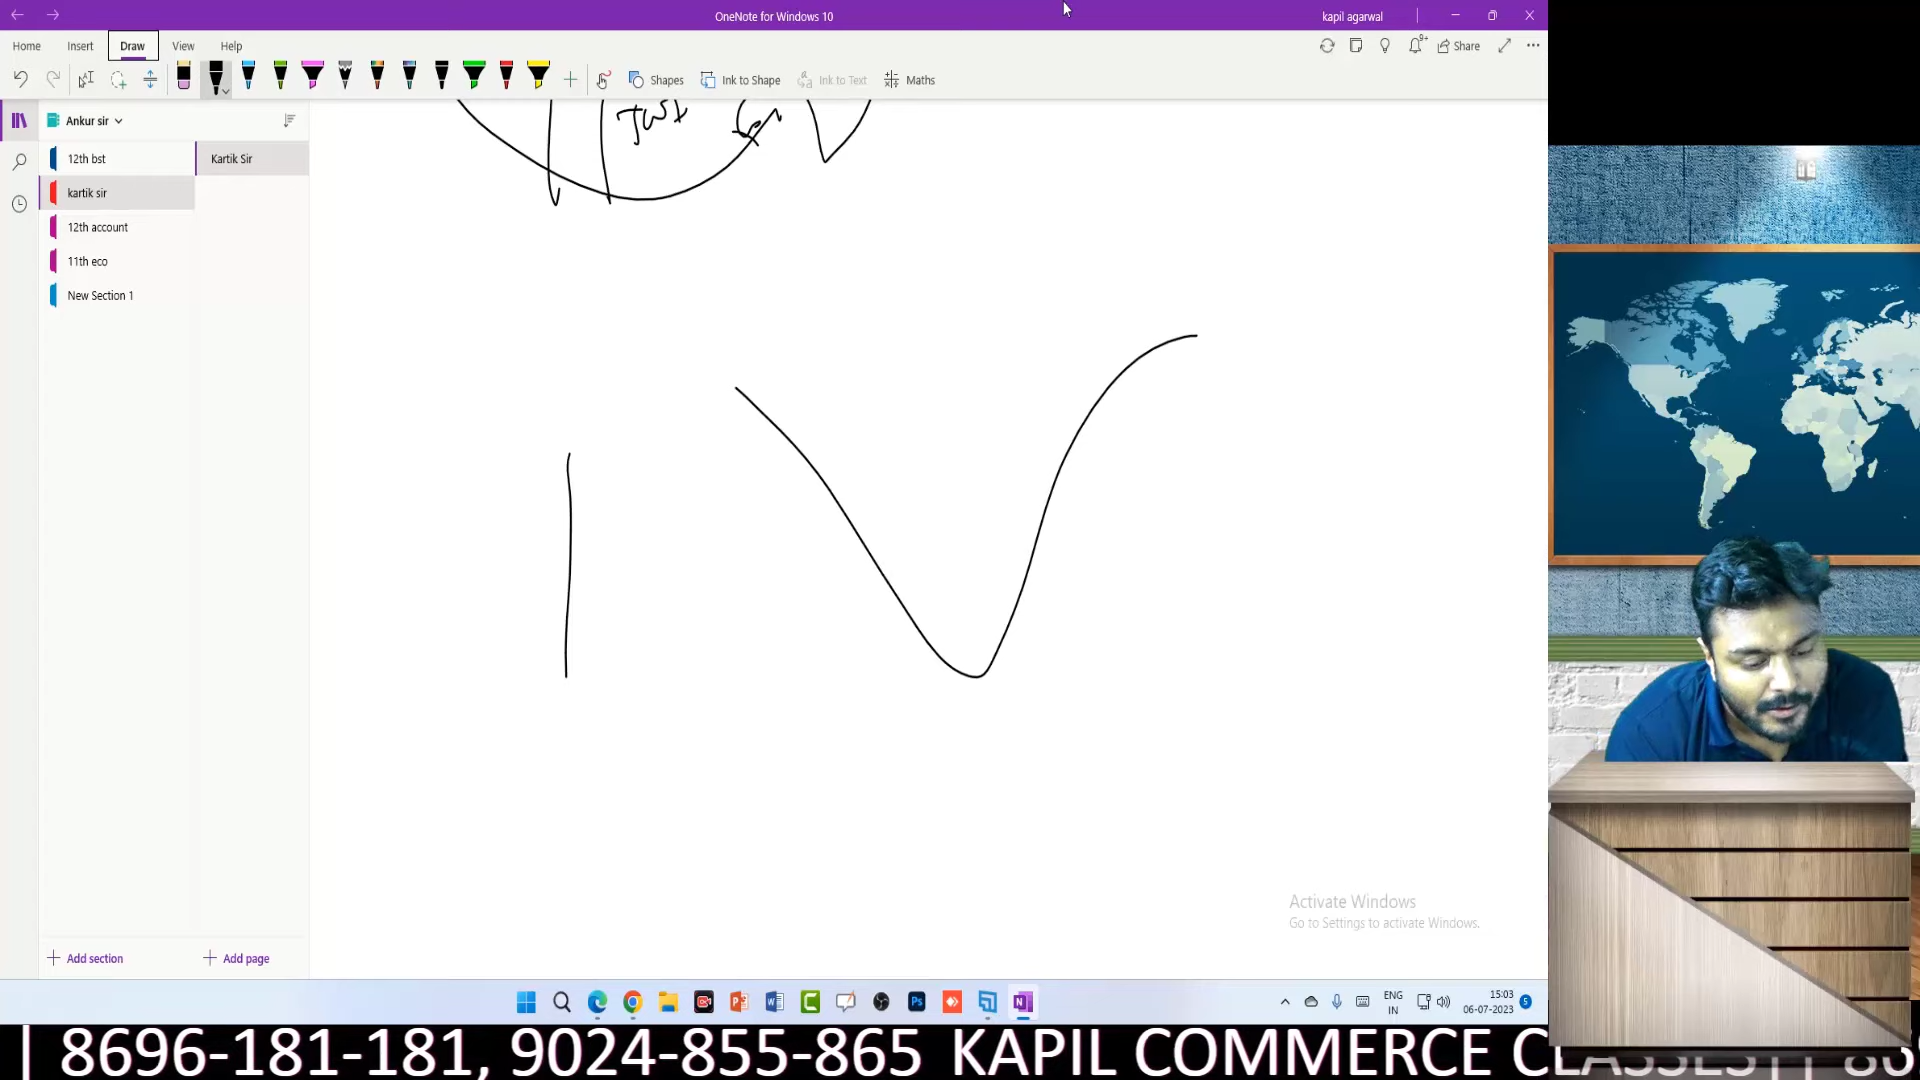 OneNote for Windows 10
kapil agarwal
Home Insert Draw View Help
Share
Shapes Ink to Shape Ink to Text Maths
Ankur sir
12th bst
Kartik Sir
kartik sir
12th account
11th eco
New Section 1
Activate Windows
Go to Settings to activate Windows.
Add section Add page
ENG
IN
15:03
06-07-2023
5
| 8696-181-181, 9024-855-865 KAPIL COMMERCE CLASSES | 869